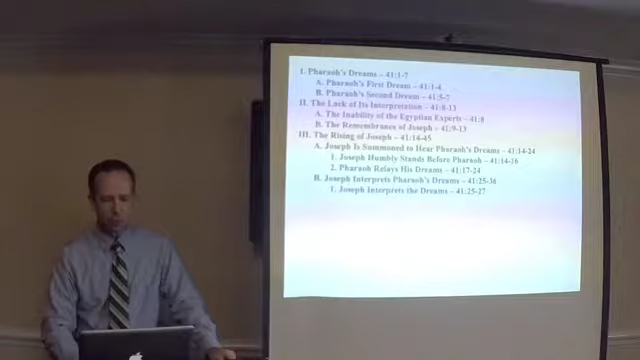 I. Pharaoh's Dreams – 41:1-7
A. Pharaoh's First Dream – 41:1-4
B. Pharaoh's Second Dream – 41:5-7
II. The Lack of Its Interpretation – 41:8-13
A. The Inability of the Egyptian Experts – 41:8
B. The Remembrance of Joseph – 41:9-13
III. The Rising of Joseph – 41:14-45
A. Joseph Is Summoned to Hear Pharaoh's Dreams – 41:14-24
1. Joseph Humbly Stands Before Pharaoh – 41:14-16
2. Pharaoh Relays His Dreams – 41:17-24
B. Joseph Interprets Pharaoh's Dreams – 41:25-36
1. Joseph Interprets the Dreams – 41:25-27